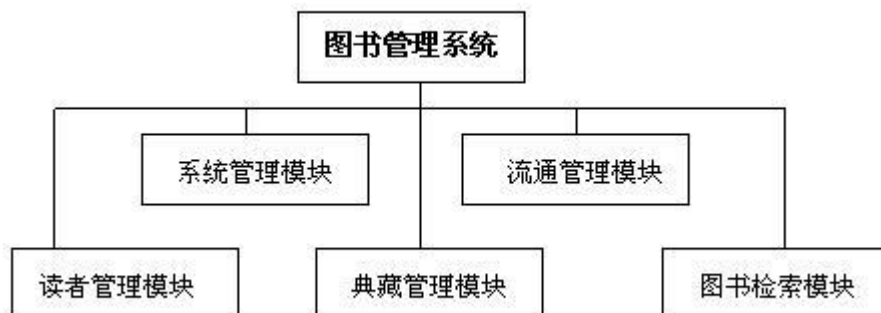 图书管理系统
系统管理模块
流通管理模块
读者管理模块
典藏管理模块
图书检索模块